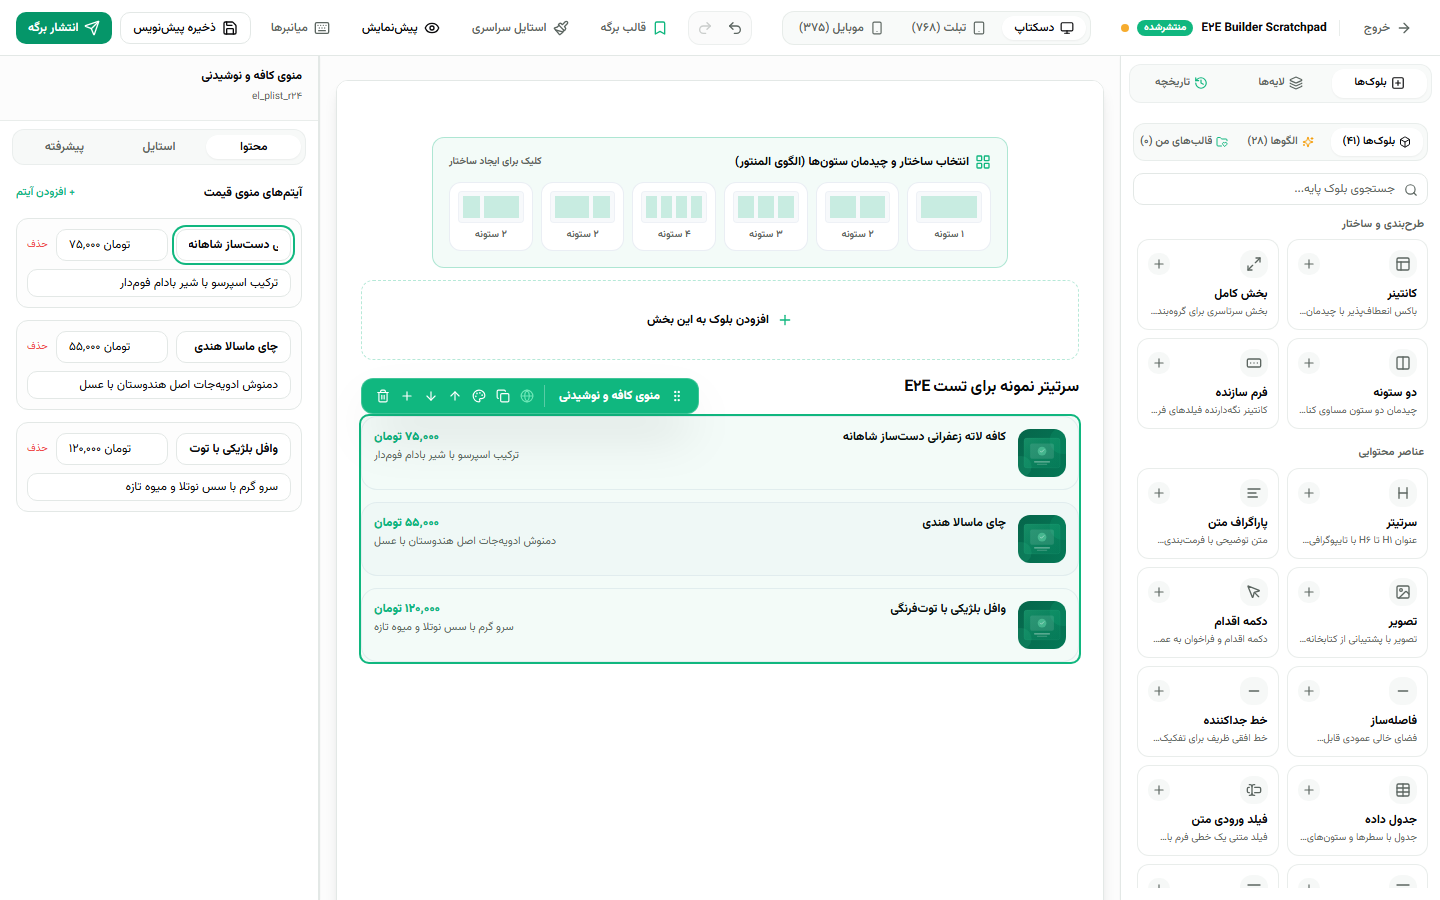 خروج
E2E Builder Scratchpad
منتشرشده
دسکتاپ
تبلت (۷۶۸)
موبایل (۳۷۵)
قالب برگه
استایل سراسری
پیش‌نمایش
میانبرها
ذخیره پیش‌نویس
انتشار برگه
بلوک‌ها
لایه‌ها
تاریخچه
بلوک‌ها (۴۱)
الگوها (۲۸)
قالب‌های من (۰)
جستجوی بلوک پایه...
طرح‌بندی و ساختار
کانتینر
باکس انعطاف‌پذیر با چیدمان...
بخش کامل
بخش سرتاسری برای گروه‌بند...
دو ستونه
چیدمان دو ستون مساوی کنا...
فرم سازنده
کانتینر نگه‌دارنده فیلدهای فر...
عناصر محتوایی
سرتیتر
عنوان H1 تا H6 با تایپوگرافی...
پاراگراف متن
متن توضیحی با فرمت‌بندی...
تصویر
تصویر با پشتیبانی از کتابخانه...
دکمه اقدام
دکمه اقدام و فراخوان به عمـ...
فاصله‌ساز
فضای خالی عمودی قابل...
خط جداکننده
خط افقی ظریف برای تفکیک...
جدول داده
جدول با سطرها و ستون‌های...
فیلد ورودی متن
فیلد متنی یک خطی فرم با...
انتخاب ساختار و چیدمان ستون‌ها (الگوی المنتور)
کلیک برای ایجاد ساختار
۱ ستونه
۲ ستونه
۳ ستونه
۴ ستونه
۲ ستونه
۲ ستونه
افزودن بلوک به این بخش
سرتیتر نمونه برای تست E2E
منوی کافه و نوشیدنی
کافه لاته زعفرانی دست‌ساز شاهانه
۷۵,۰۰۰ تومان
ترکیب اسپرسو با شیر بادام فوم‌دار
چای ماسالا هندی
۵۵,۰۰۰ تومان
دمنوش ادویه‌جات اصل هندوستان با عسل
وافل بلژیکی با توت‌فرنگی
۱۲۰,۰۰۰ تومان
سرو گرم با سس نوتلا و میوه تازه
منوی کافه و نوشیدنی
el_plist_r24
محتوا
استایل
پیشرفته
آیتم‌های منوی قیمت
+ افزودن آیتم
ی دست‌ساز شاهانه
۷۵,۰۰۰ تومان
حذف
ترکیب اسپرسو با شیر بادام فوم‌دار
چای ماسالا هندی
۵۵,۰۰۰ تومان
حذف
دمنوش ادویه‌جات اصل هندوستان با عسل
وافل بلژیکی با توت
۱۲۰,۰۰۰ تومان
حذف
سرو گرم با سس نوتلا و میوه تازه